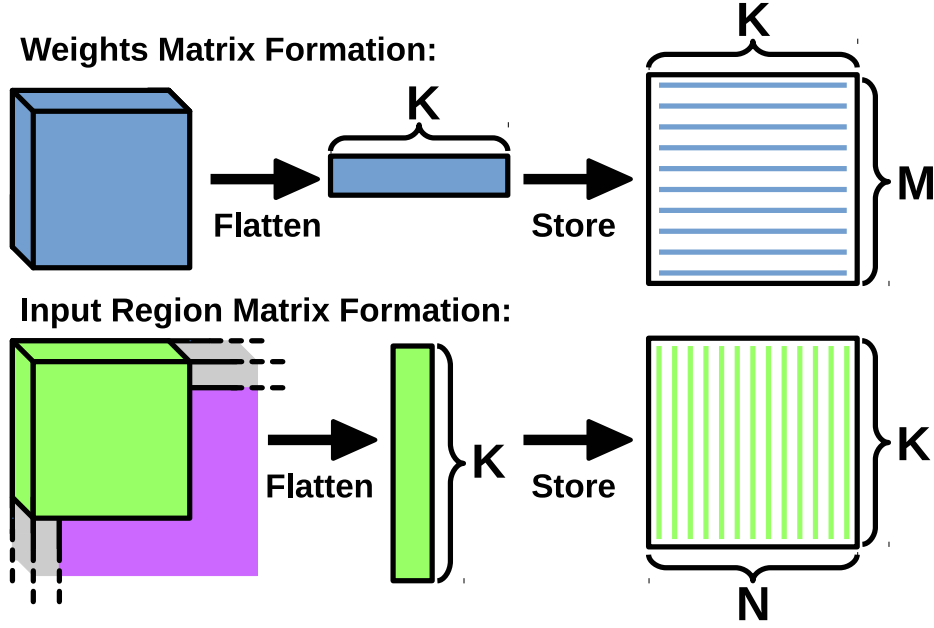 Weights Matrix Formation:
K
K
Flatten
Store
M
Input Region Matrix Formation:
K
K
Flatten
Store
N